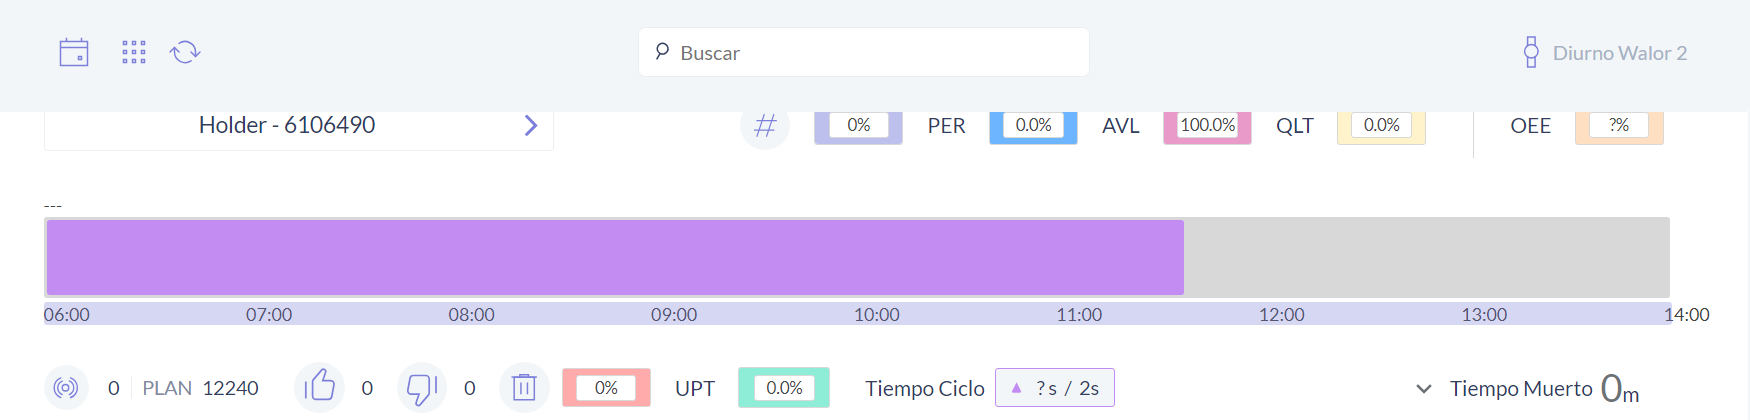 Buscar
Diurno Walor 2
Holder - 6106490
# 0% PER 0.0% AVL 100.0% QLT 0.0% OEE ?%
---
06:00 07:00 08:00 09:00 10:00 11:00 12:00 13:00 14:00
0 PLAN 12240 0 0 0% UPT 0.0% Tiempo Ciclo ? s / 2s Tiempo Muerto 0m